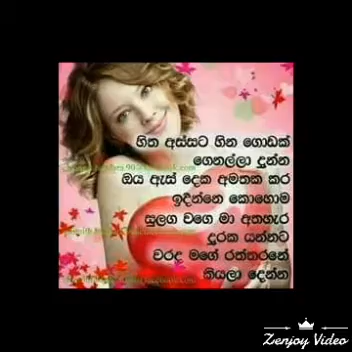 හිත අස්සට හින ගොඩක්
ගෙනල්ලා දුන්න
ඔය ඇස් දෙක අමතක කර
ඉදින්නෙ කොහොම
සුලග වගෙ මා අතහැර
දුරක යන්නට
වරද මගේ රත්තරනේ
කියලා දෙන්න
Zenjoy Video